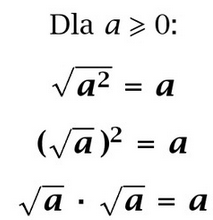 Dla a ⩾ 0:
√a² = a
(√a)² = a
√a · √a = a